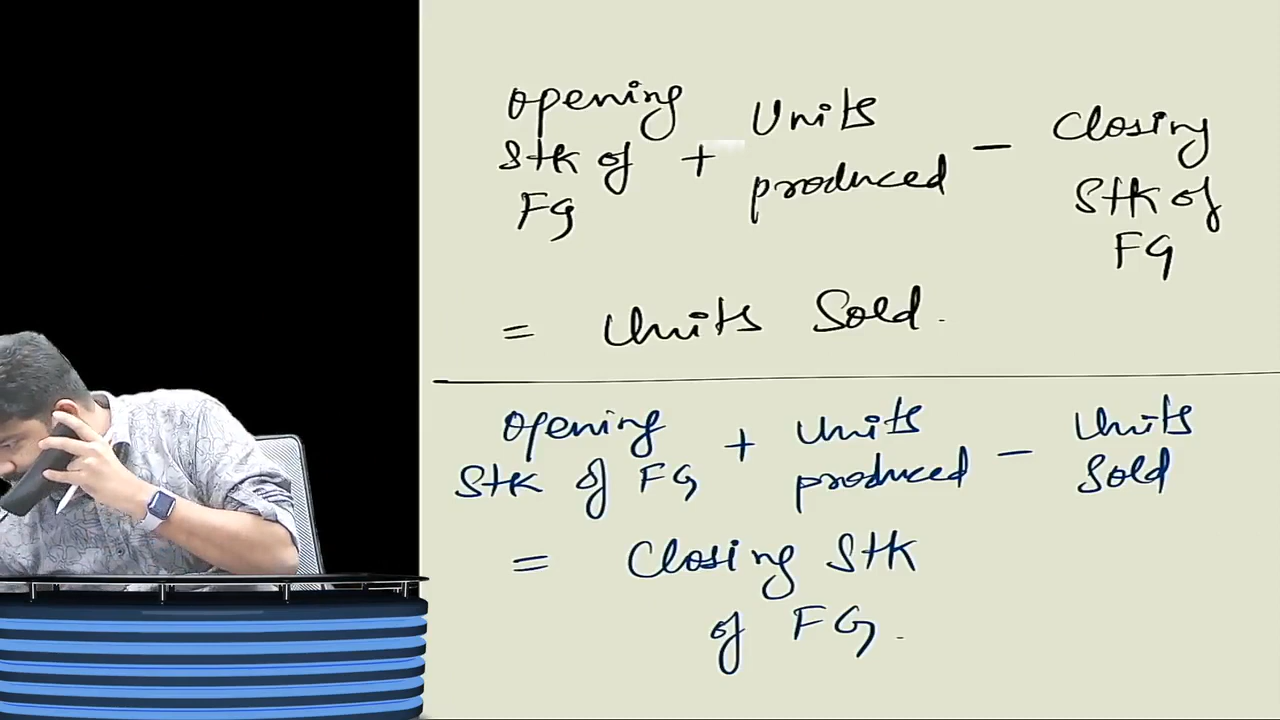 Opening Stk of FG + Units produced - Closing Stk of FG
= Units Sold.
Opening Stk of FG + Units produced - Units Sold
= Closing Stk
of FG.